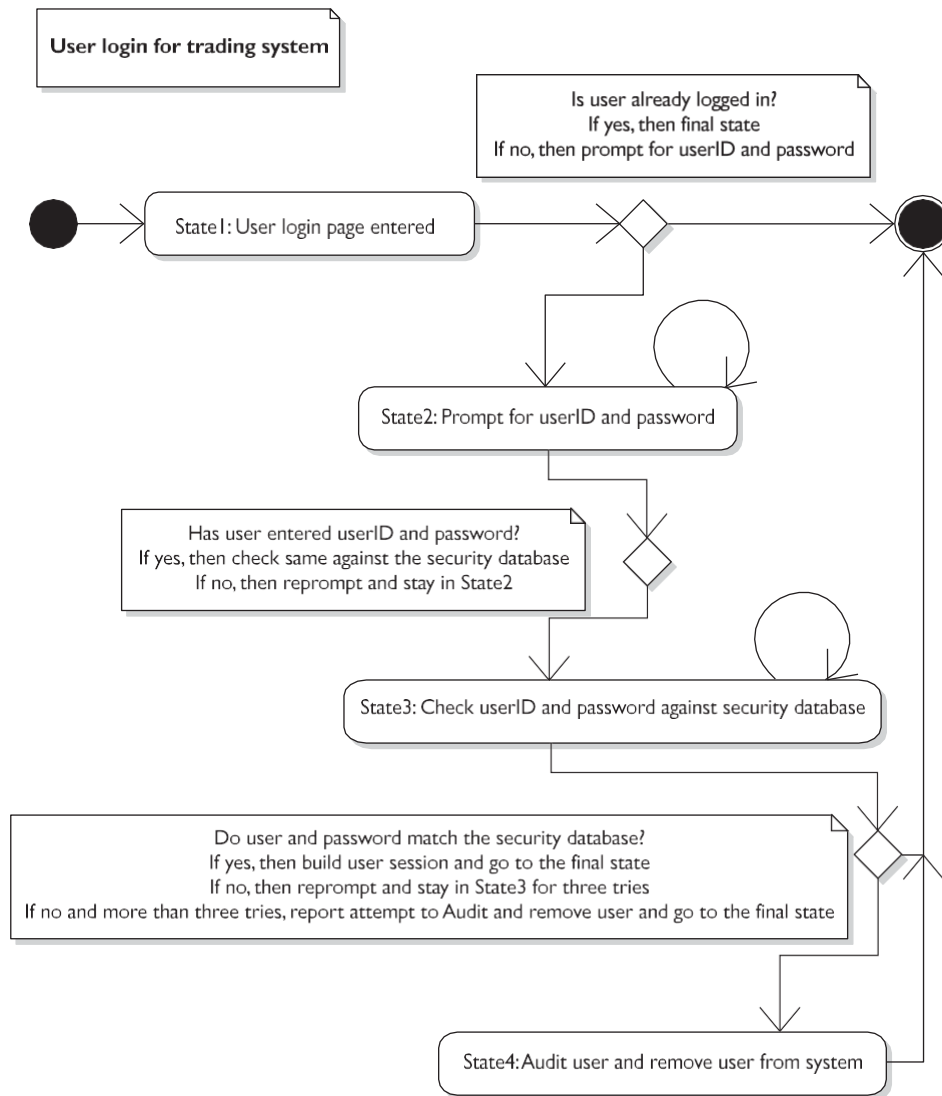 User login for trading system
Is user already logged in?
If yes, then final state
If no, then prompt for userID and password
State1: User login page entered
State2: Prompt for userID and password
Has user entered userID and password?
If yes, then check same against the security database
If no, then reprompt and stay in State2
State3: Check userID and password against security database
Do user and password match the security database?
If yes, then build user session and go to the final state
If no, then reprompt and stay in State3 for three tries
If no and more than three tries, report attempt to Audit and remove user and go to the final state
State4: Audit user and remove user from system